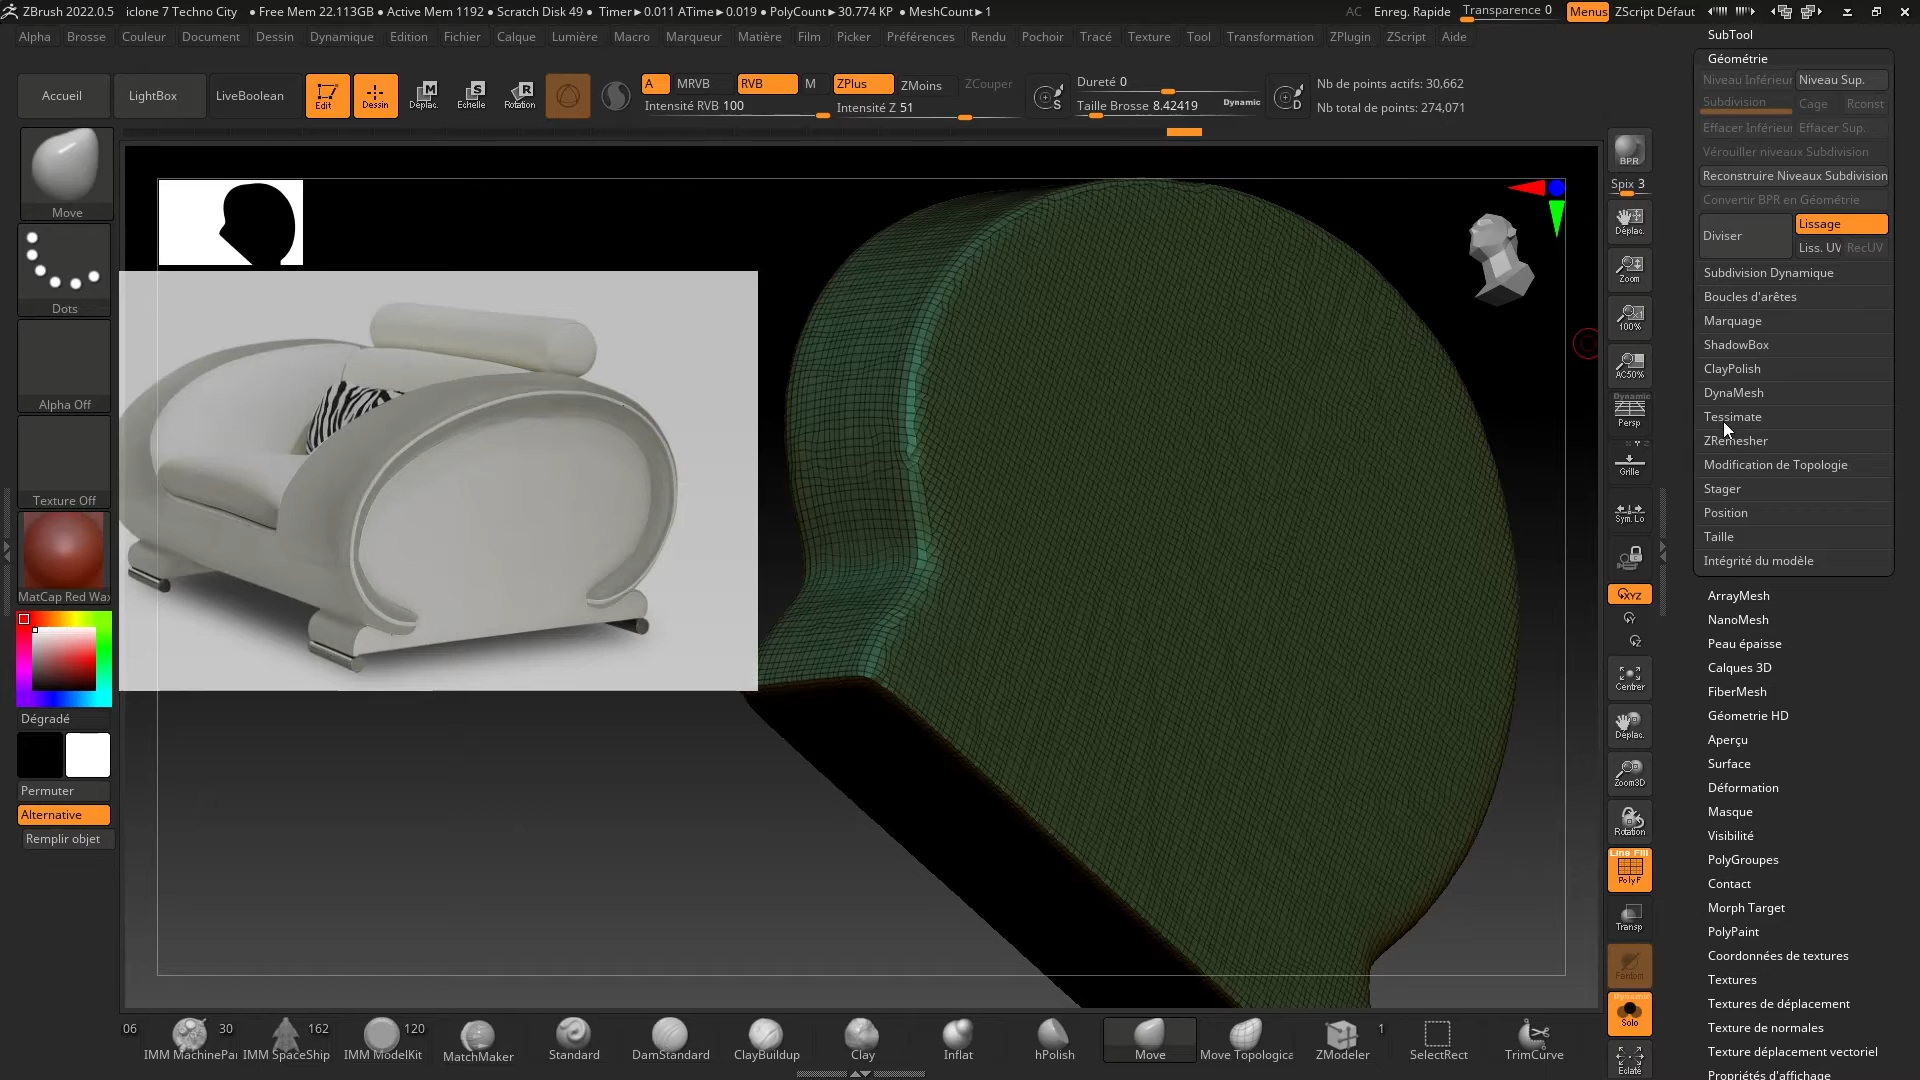 ZBrush 2022.0.5 iclone 7 Techno City ● Free Mem 22.113GB ● Active Mem 1192 ● Scratch Disk 49 ● Timer►0.011 ATime►0.019 ● PolyCount►30.774 KP ● MeshCount►1 AC Enreg. Rapide Transparence 0 Menus ZScript Défaut
Alpha Brosse Couleur Document Dessin Dynamique Edition Fichier Calque Lumière Macro Marqueur Matière Film Picker Préférences Rendu Pochoir Tracé Texture Tool Transformation ZPlugin ZScript Aide
Accueil LightBox LiveBoolean Edit Dessin Déplac. Echelle Rotation
A MRVB RVB M ZPlus ZMoins ZCouper
Intensité RVB 100 Intensité Z 51
S Dureté 0
Taille Brosse 8.42419 Dynamic D
Nb de points actifs: 30,662
Nb total de points: 274,071
Move
Dots
Alpha Off
Texture Off
MatCap Red Wax
Dégradé
Permuter
Alternative
Remplir objet
BPR
Spix 3
Déplac.
Zoom
100%
AC50%
Dynamic
Persp
Grille
Sym. Lo
XYZ
Y
Z
Centrer
Déplac.
Zoom3D
Rotation
Line Fill
PolyF
Transp
Fantom
Dynamic
Solo
Eclaté
SubTool
Géométrie
Niveau Inférieur Niveau Sup.
Subdivision Cage Rconst
Effacer Inférieur Effacer Sup.
Vérouiller niveaux Subdivision
Reconstruire Niveaux Subdivision
Convertir BPR en Géométrie
Diviser Lissage
Liss. UV RecUV
Subdivision Dynamique
Boucles d'arêtes
Marquage
ShadowBox
ClayPolish
DynaMesh
Tessimate
ZRemesher
Modification de Topologie
Stager
Position
Taille
Intégrité du modèle
ArrayMesh
NanoMesh
Peau épaisse
Calques 3D
FiberMesh
Géometrie HD
Aperçu
Surface
Déformation
Masque
Visibilité
PolyGroupes
Contact
Morph Target
PolyPaint
Coordonnées de textures
Textures
Textures de déplacement
Texture de normales
Texture déplacement vectoriel
Propriétés d'affichage
06 30 162 120 1
IMM MachinePar IMM SpaceShip IMM ModelKit MatchMaker Standard DamStandard ClayBuildup Clay Inflat hPolish Move Move Topologica ZModeler SelectRect TrimCurve